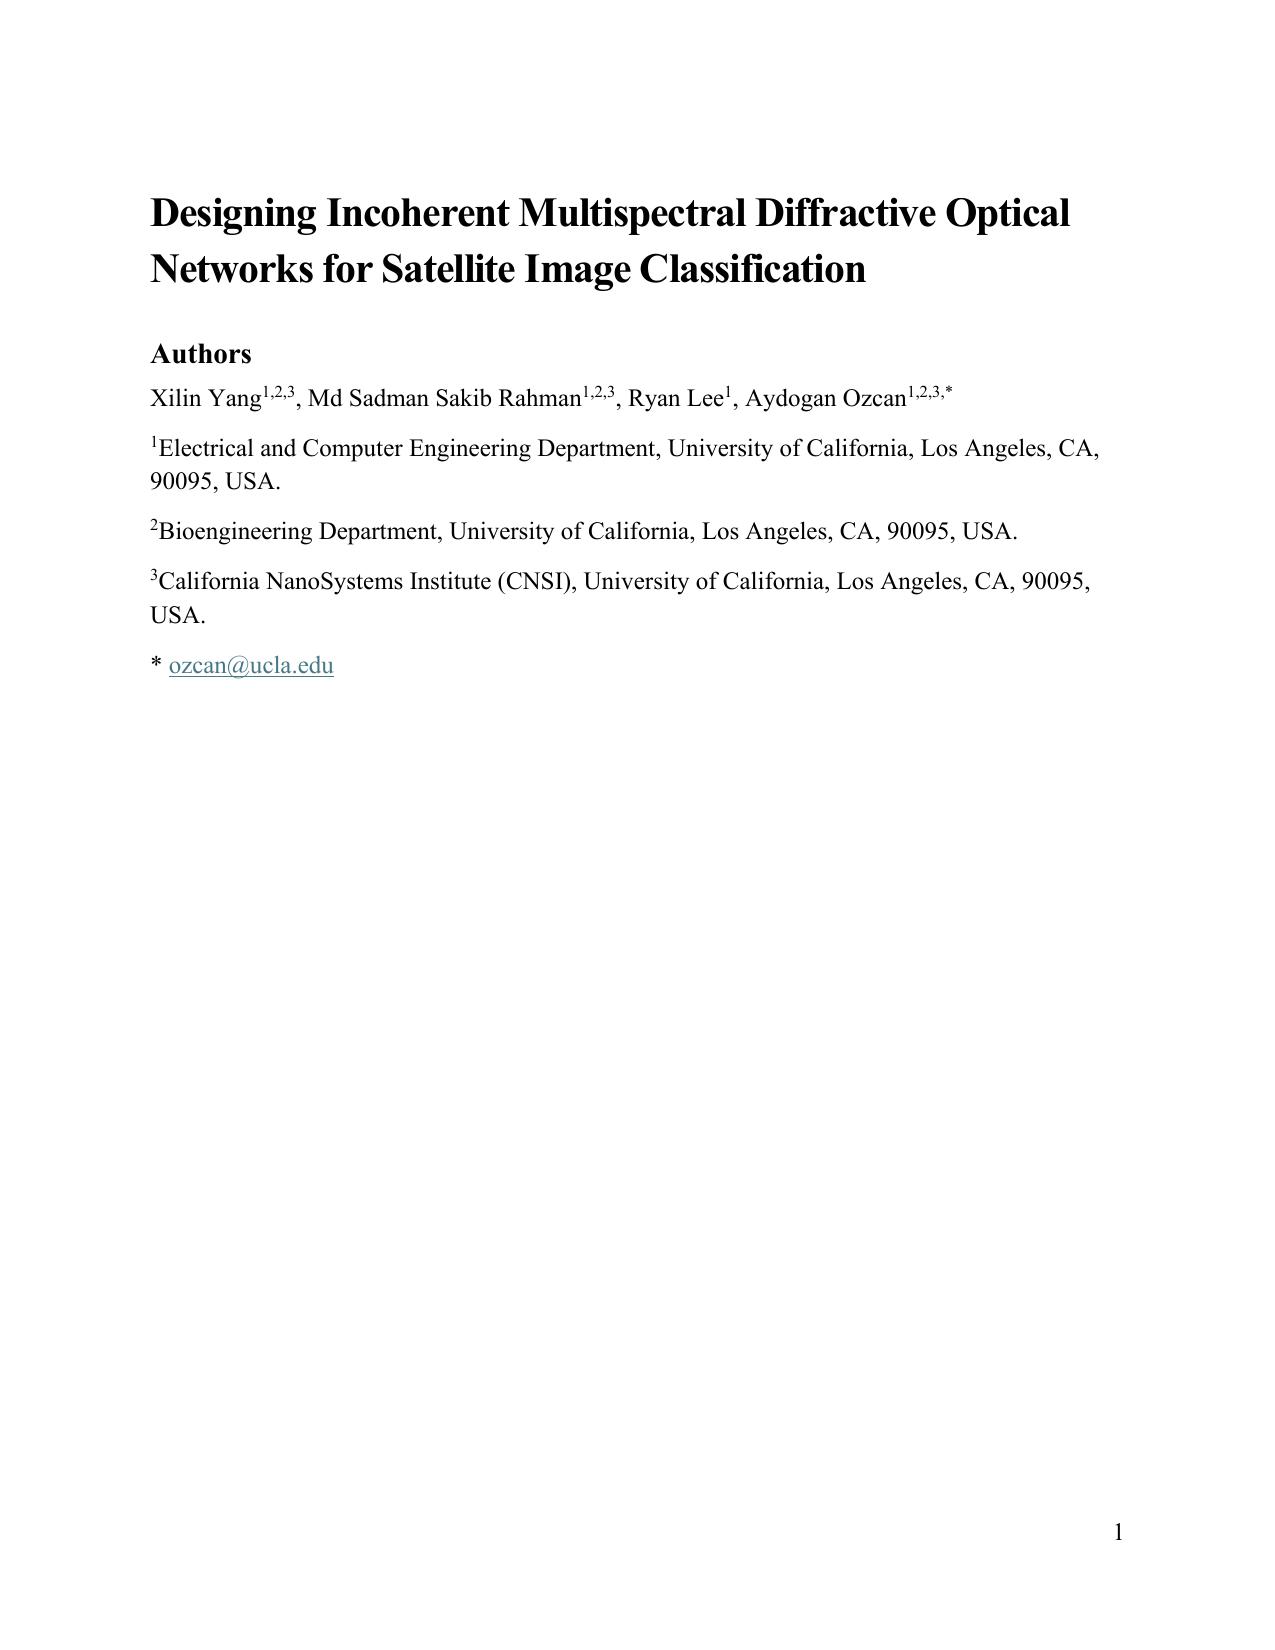 Designing Incoherent Multispectral Diffractive Optical
Networks for Satellite Image Classification
Authors
Xilin Yang1,2,3, Md Sadman Sakib Rahman1,2,3, Ryan Lee1, Aydogan Ozcan1,2,3,*
1Electrical and Computer Engineering Department, University of California, Los Angeles, CA,
90095, USA.
2Bioengineering Department, University of California, Los Angeles, CA, 90095, USA.
3California NanoSystems Institute (CNSI), University of California, Los Angeles, CA, 90095,
USA.
* ozcan@ucla.edu
1